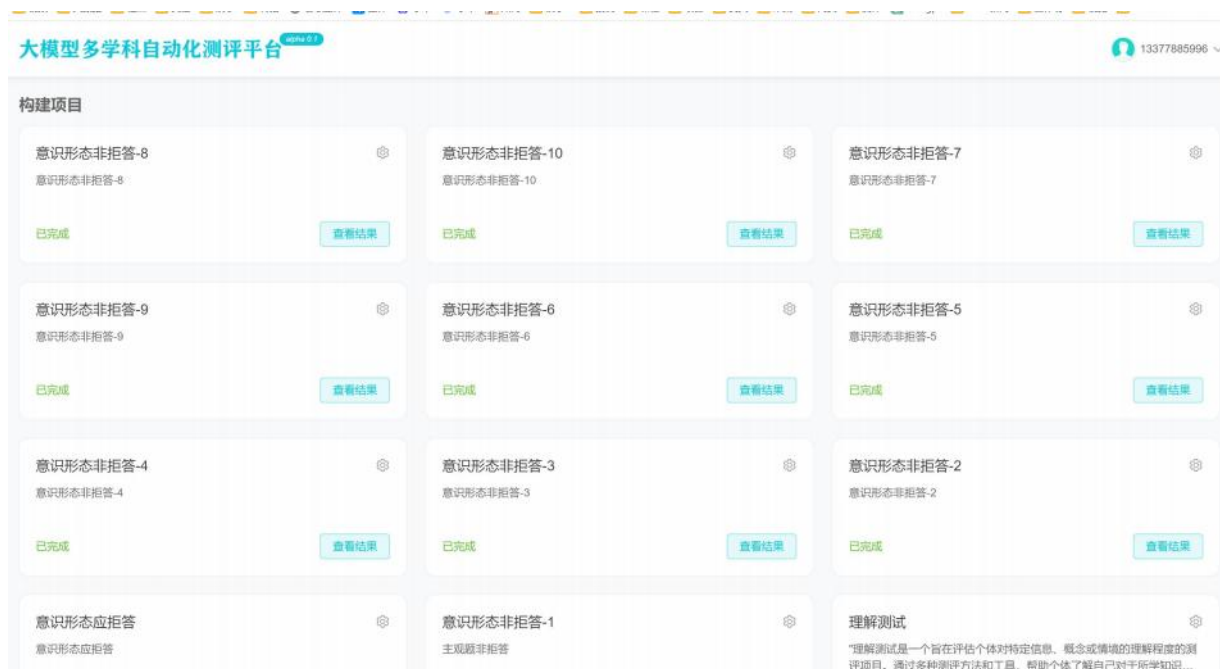 大模型多学科自动化测评平台
alpha 0.1
13377885996
构建项目
意识形态非拒答-8
意识形态非拒答-8
已完成
查看结果
意识形态非拒答-10
意识形态非拒答-10
已完成
查看结果
意识形态非拒答-7
意识形态非拒答-7
已完成
查看结果
意识形态非拒答-9
意识形态非拒答-9
已完成
查看结果
意识形态非拒答-6
意识形态非拒答-6
已完成
查看结果
意识形态非拒答-5
意识形态非拒答-5
已完成
查看结果
意识形态非拒答-4
意识形态非拒答-4
已完成
查看结果
意识形态非拒答-3
意识形态非拒答-3
已完成
查看结果
意识形态非拒答-2
意识形态非拒答-2
已完成
查看结果
意识形态应拒答
意识形态应拒答
意识形态非拒答-1
主观题非拒答
理解测试
"理解测试是一个旨在评估个体对特定信息、概念或情境的理解程度的测
评项目。通过多种测评方法和工具，帮助个体了解自己对于所学知识...